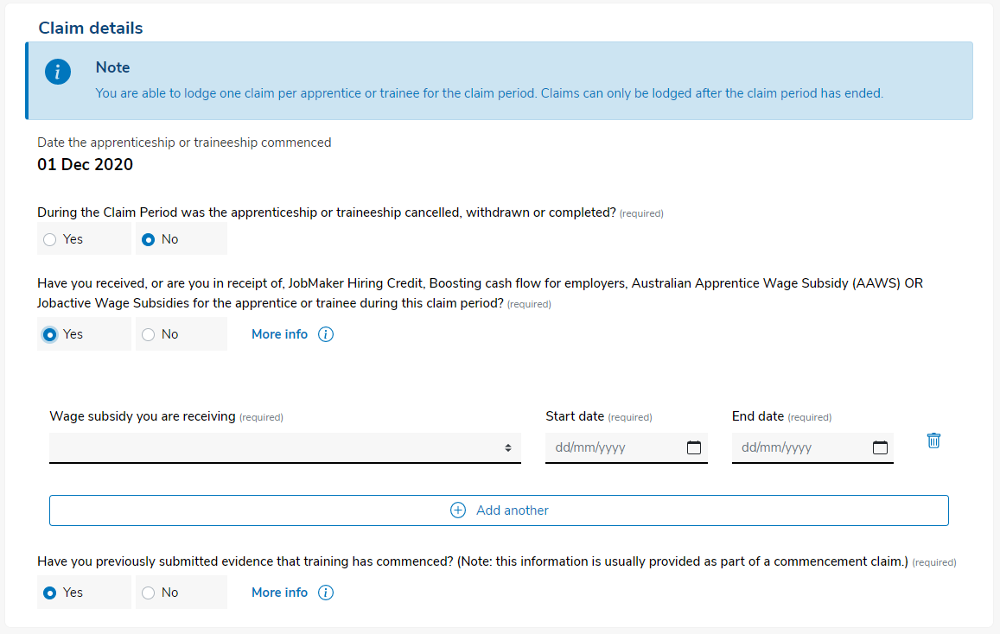 Claim details
Note
You are able to lodge one claim per apprentice or trainee for the claim period. Claims can only be lodged after the claim period has ended.
Date the apprenticeship or traineeship commenced
01 Dec 2020
During the Claim Period was the apprenticeship or traineeship cancelled, withdrawn or completed? (required)
Yes No
Have you received, or are you in receipt of, JobMaker Hiring Credit, Boosting cash flow for employers, Australian Apprentice Wage Subsidy (AAWS) OR
Jobactive Wage Subsidies for the apprentice or trainee during this claim period? (required)
Yes No More info
Wage subsidy you are receiving (required) Start date (required) End date (required)
dd/mm/yyyy dd/mm/yyyy
Add another
Have you previously submitted evidence that training has commenced? (Note: this information is usually provided as part of a commencement claim.) (required)
Yes No More info